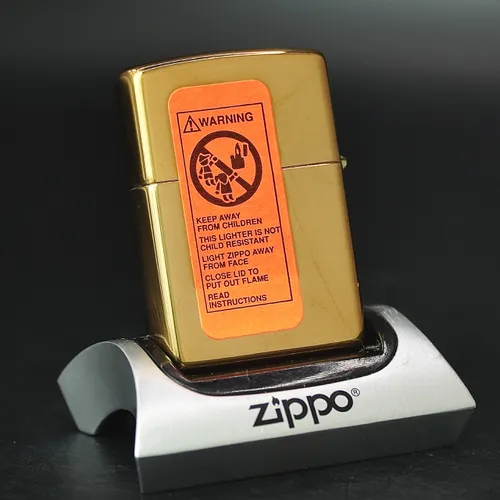 ⚠WARNING
KEEP AWAY
FROM CHILDREN
THIS LIGHTER IS NOT
CHILD RESISTANT
LIGHT ZIPPO AWAY
FROM FACE
CLOSE LID TO
PUT OUT FLAME
READ
INSTRUCTIONS
zippo®